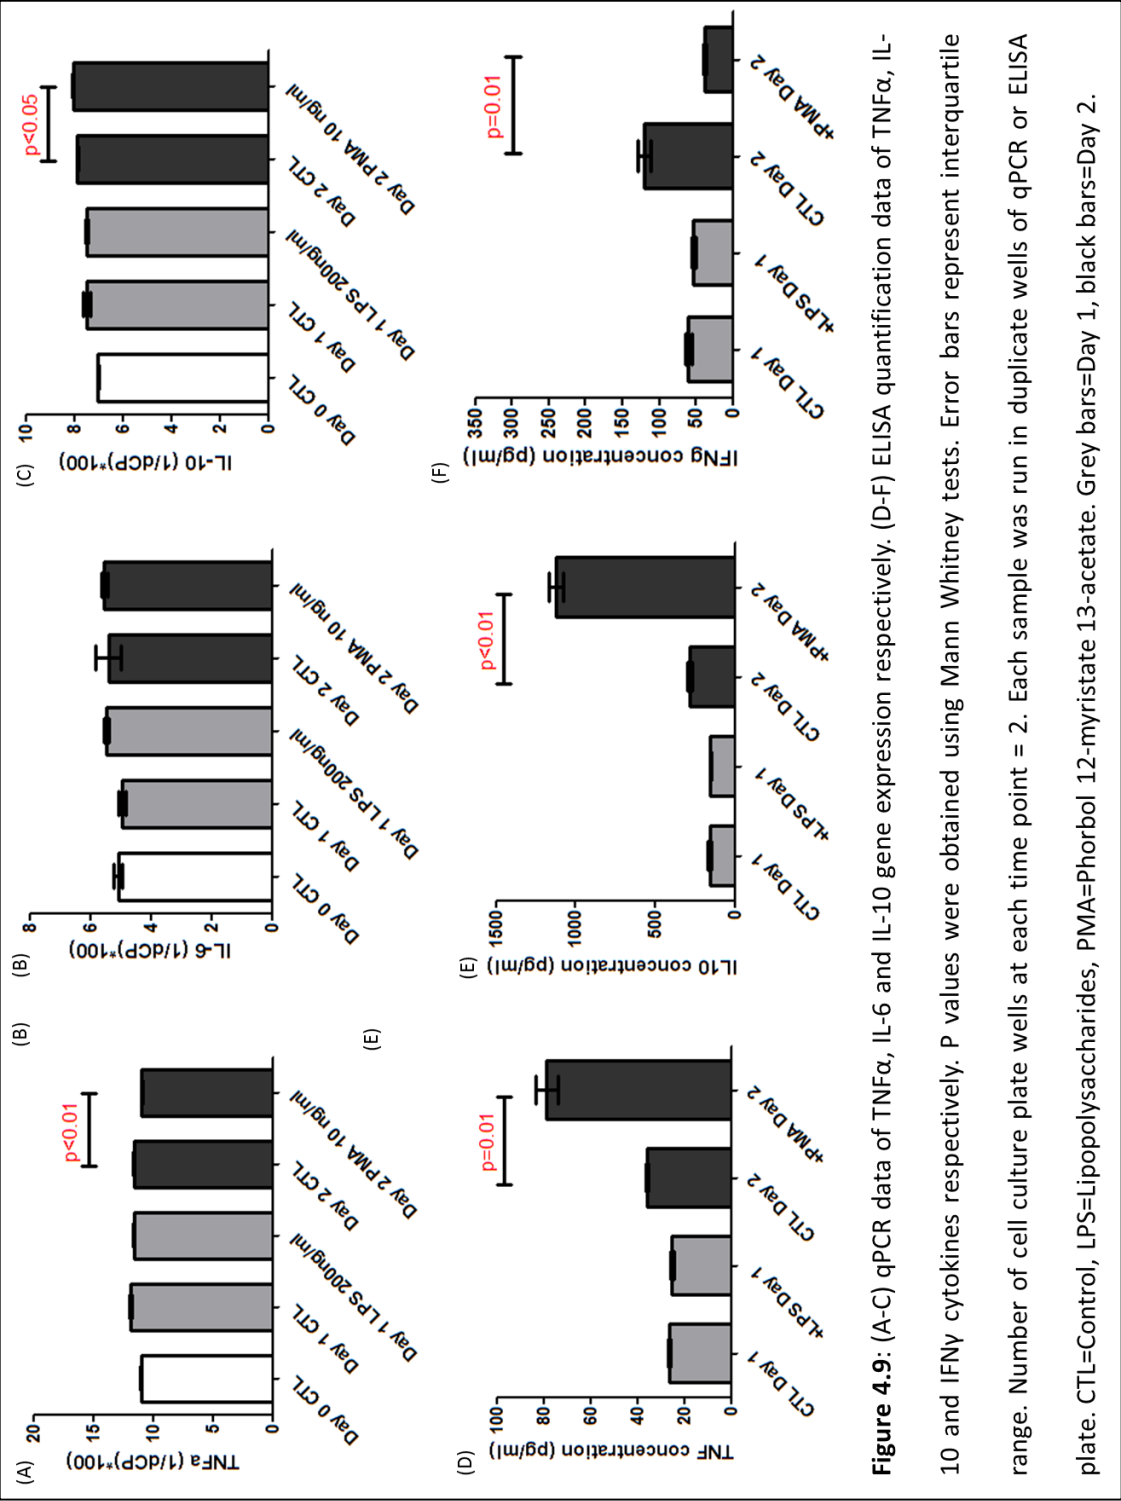 (A)
TNFa (1/dCP)*100)
20
15
10
5
0
p<0.01
Day 0 CTL
Day 1 CTL
Day 1 LPS 200ng/ml
Day 2 CTL
Day 2 PMA 10 ng/ml
(B)
(B)
IL-6 (1/dCP)*100)
8
6
4
2
0
Day 0 CTL
Day 1 CTL
Day 1 LPS 200ng/ml
Day 2 CTL
Day 2 PMA 10 ng/ml
(C)
IL-10 (1/dCP)*100)
10
8
6
4
2
0
p<0.05
Day 0 CTL
Day 1 CTL
Day 1 LPS 200ng/ml
Day 2 CTL
Day 2 PMA 10 ng/ml
(D)
TNF concentration (pg/ml)
100
80
60
40
20
0
p=0.01
CTL Day 1
+LPS Day 1
CTL Day 2
+PMA Day 2
(E)
(E)
IL10 concentration (pg/ml)
1500
1000
500
0
p<0.01
CTL Day 1
+LPS Day 1
CTL Day 2
+PMA Day 2
(F)
IFNg concentration (pg/ml)
350
300
250
200
150
100
50
0
p=0.01
CTL Day 1
+LPS Day 1
CTL Day 2
+PMA Day 2
Figure 4.9: (A-C) qPCR data of TNFα, IL-6 and IL-10 gene expression respectively. (D-F) ELISA quantification data of TNFα, IL-
10 and IFNγ cytokines respectively. P values were obtained using Mann Whitney tests. Error bars represent interquartile
range. Number of cell culture plate wells at each time point = 2. Each sample was run in duplicate wells of qPCR or ELISA
plate. CTL=Control, LPS=Lipopolysaccharides, PMA=Phorbol 12-myristate 13-acetate. Grey bars=Day 1, black bars=Day 2.